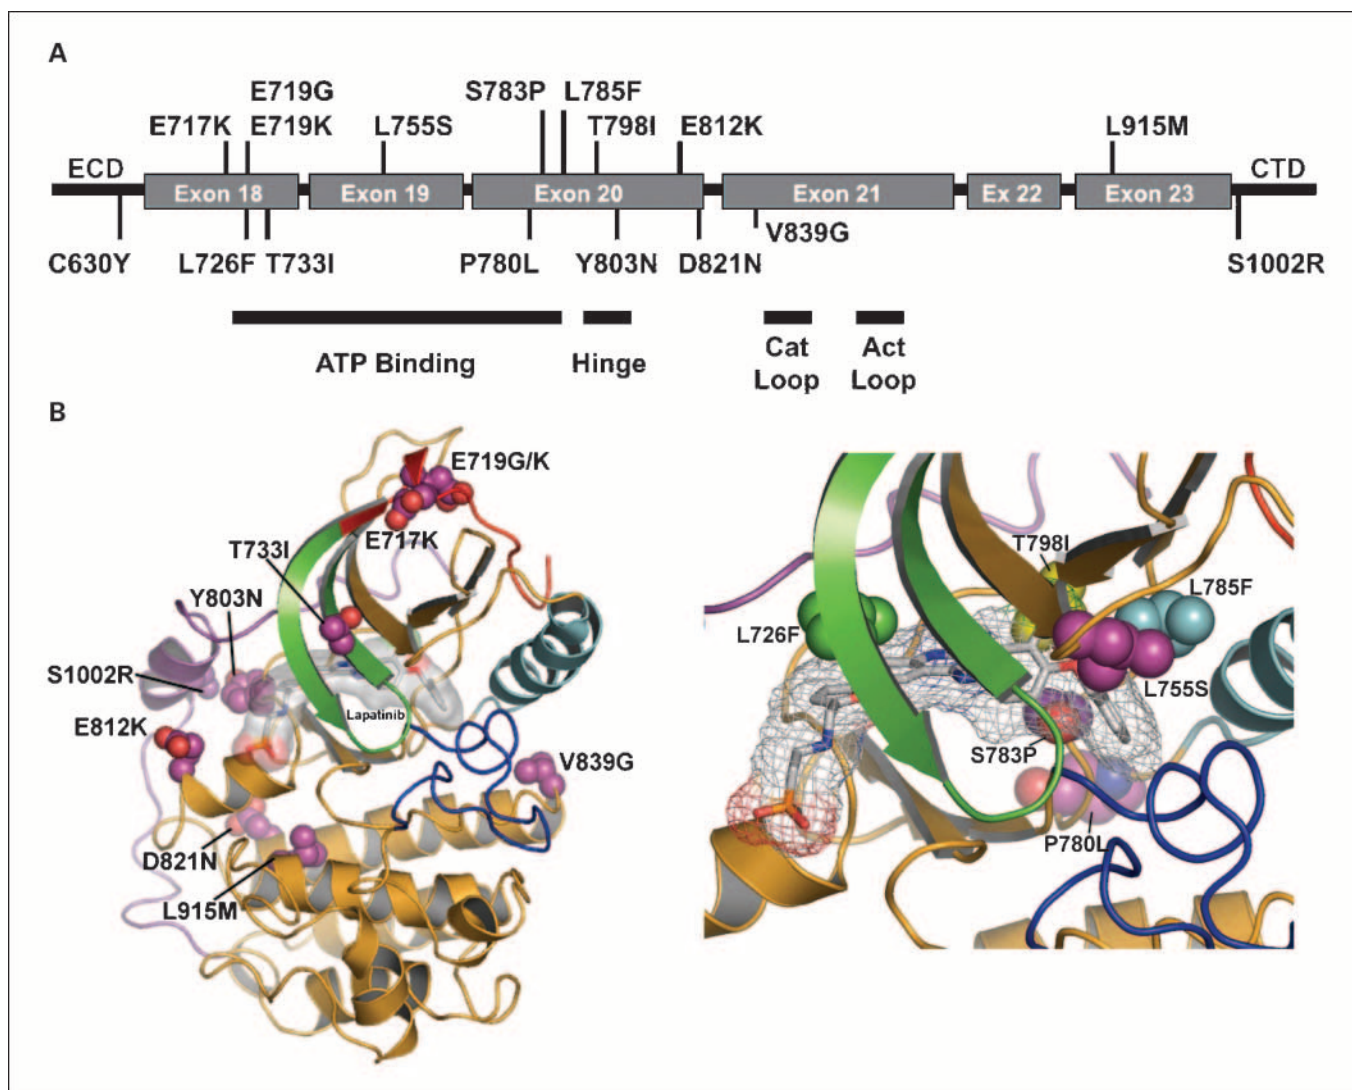 A
E719G
S783P L785F
E717K E719K L755S T798I E812K L915M
ECD CTD
Exon 18 Exon 19 Exon 20 Exon 21 Ex 22 Exon 23
V839G
C630Y L726F T733I P780L Y803N D821N S1002R
ATP Binding Hinge Cat Loop Act Loop
B
E719G/K
E717K
T733I
Y803N
S1002R
Lapatinib
E812K
V839G
D821N
L915M
T798I
L785F
L726F
L755S
S783P
P780L